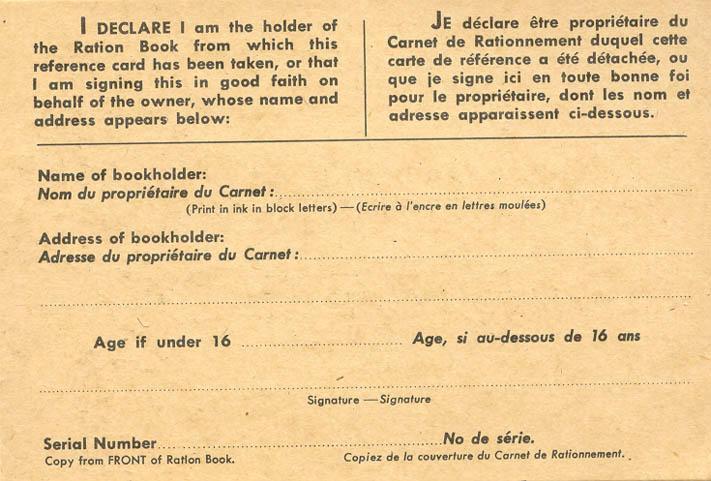 I DECLARE I am the holder of
the Ration Book from which this
reference card has been taken, or that
I am signing this in good faith on
behalf of the owner, whose name and
address appears below:
JE déclare être propriétaire du
Carnet de Rationnement duquel cette
carte de référence a été détachée, ou
que je signe ici en toute bonne foi
pour le propriétaire, dont les nom et
adresse apparaissent ci-dessous.
Name of bookholder:
Nom du propriétaire du Carnet :
(Print in ink in block letters) — (Ecrire à l'encre en lettres moulées)
Address of bookholder:
Adresse du propriétaire du Carnet :
Age if under 16 Age, si au-dessous de 16 ans
Signature — Signature
Serial Number No de série.
Copy from FRONT of Ration Book. Copiez de la couverture du Carnet de Rationnement.